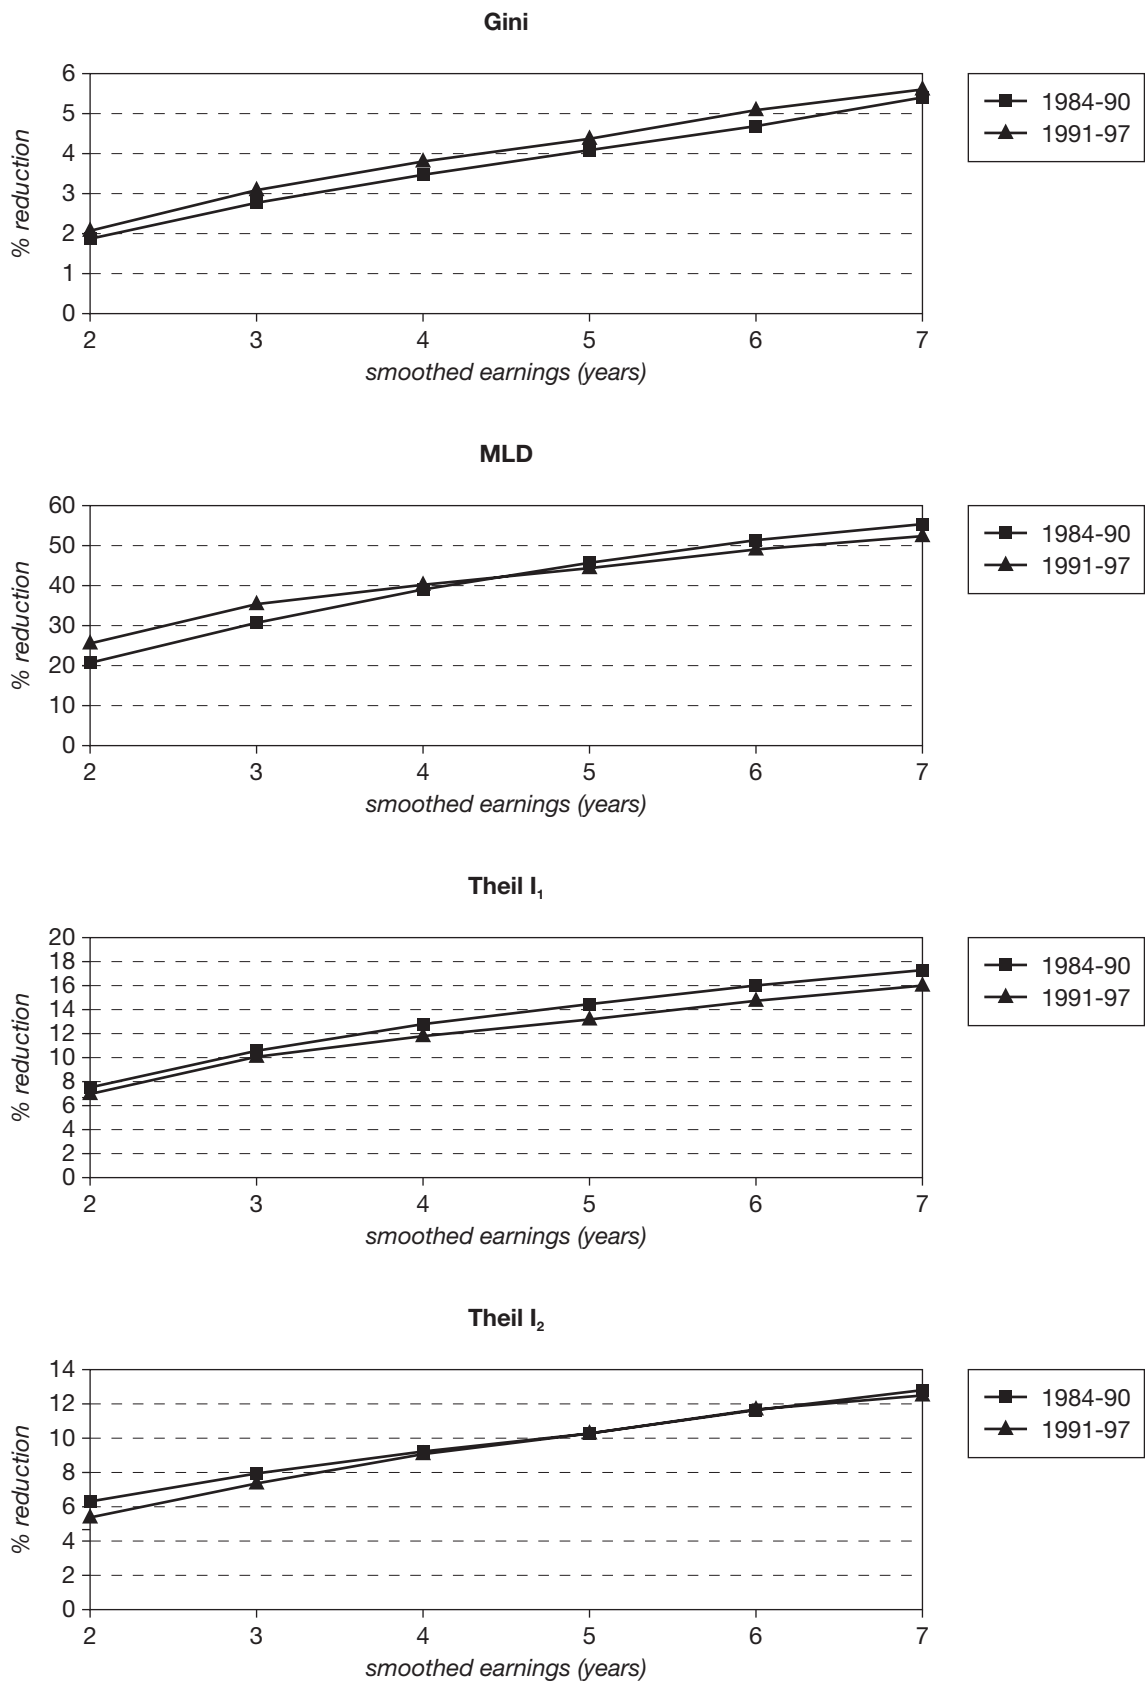 Gini
6
5
4
3
2
1
0
% reduction
2 3 4 5 6 7
smoothed earnings (years)
1984-90
1991-97
MLD
60
50
40
30
20
10
0
% reduction
2 3 4 5 6 7
smoothed earnings (years)
1984-90
1991-97
Theil I₁
20
18
16
14
12
10
8
6
4
2
0
% reduction
2 3 4 5 6 7
smoothed earnings (years)
1984-90
1991-97
Theil I₂
14
12
10
8
6
4
2
0
% reduction
2 3 4 5 6 7
smoothed earnings (years)
1984-90
1991-97